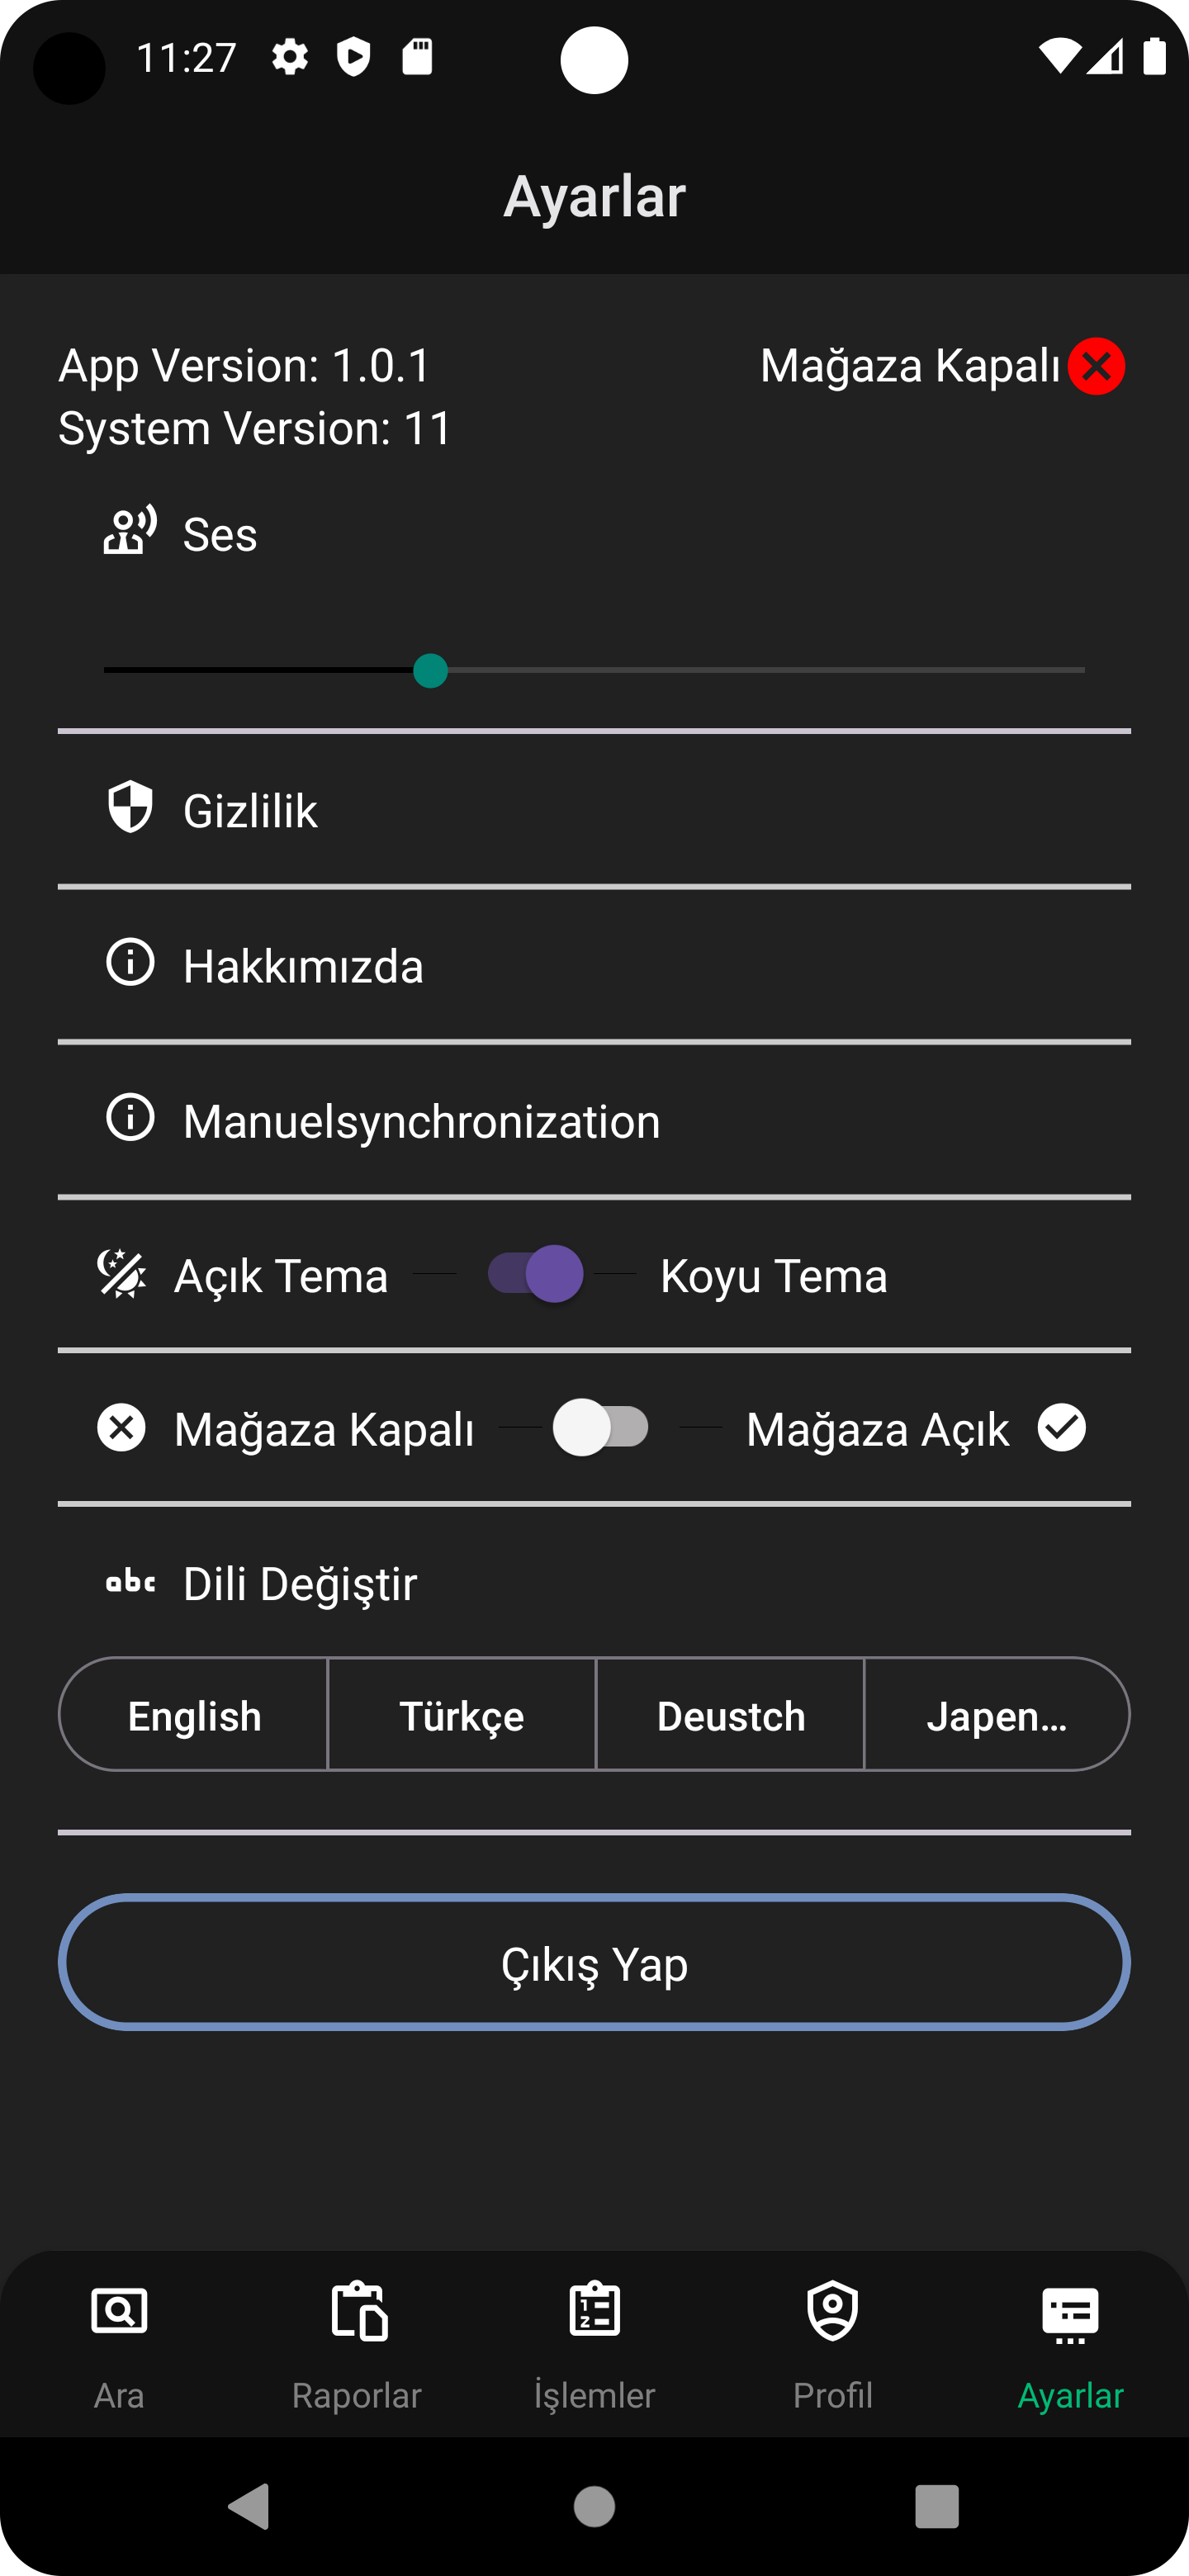 11:27
Ayarlar
App Version: 1.0.1
Mağaza Kapalı
System Version: 11
Ses
Gizlilik
Hakkımızda
Manuelsynchronization
Açık Tema
Koyu Tema
Mağaza Kapalı
Mağaza Açık
abc Dili Değiştir
English
Türkçe
Deustch
Japen...
Çıkış Yap
Ara
Raporlar
İşlemler
Profil
Ayarlar